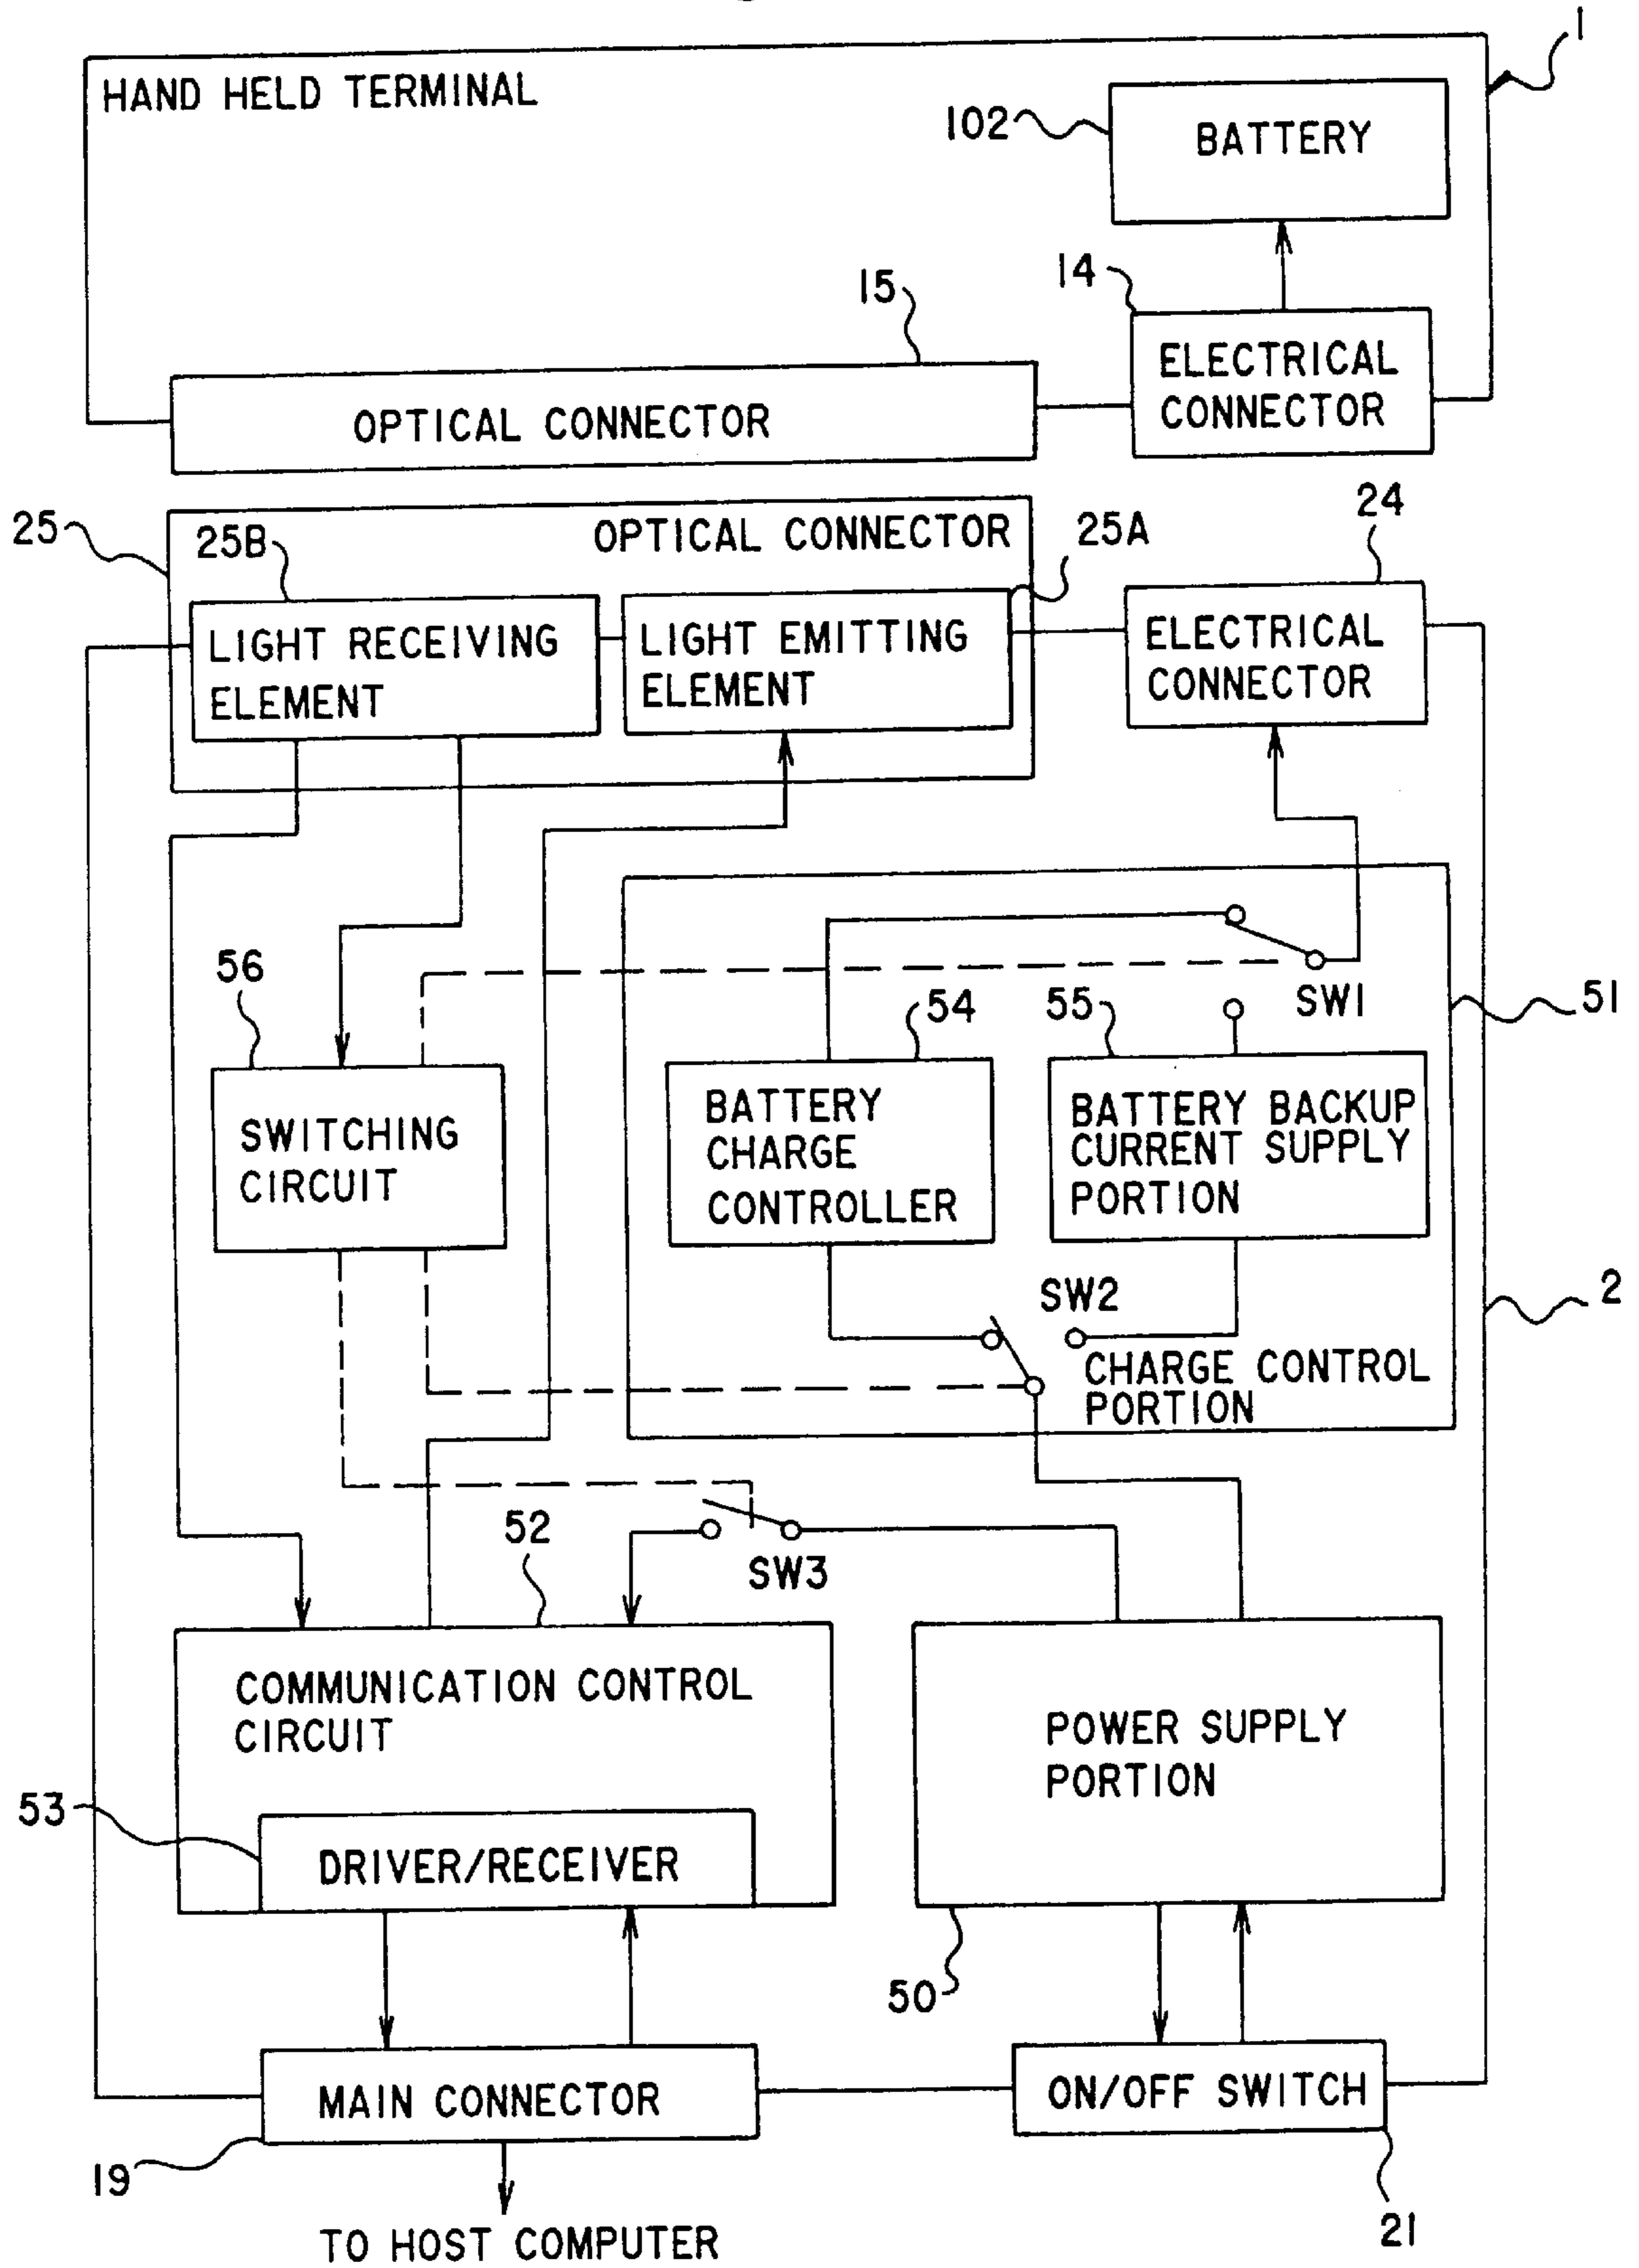 1
HAND HELD TERMINAL
102
BATTERY
15
14
ELECTRICAL
CONNECTOR
OPTICAL CONNECTOR
25
25B
OPTICAL CONNECTOR
25A
24
LIGHT RECEIVING
ELEMENT
LIGHT EMITTING
ELEMENT
ELECTRICAL
CONNECTOR
56
SW1
51
54
55
SWITCHING
CIRCUIT
BATTERY
CHARGE
CONTROLLER
BATTERY BACKUP
CURRENT SUPPLY
PORTION
SW2
2
CHARGE CONTROL
PORTION
52
SW3
COMMUNICATION CONTROL
CIRCUIT
POWER SUPPLY
PORTION
53
DRIVER/RECEIVER
50
MAIN CONNECTOR
ON/OFF SWITCH
19
21
TO HOST COMPUTER